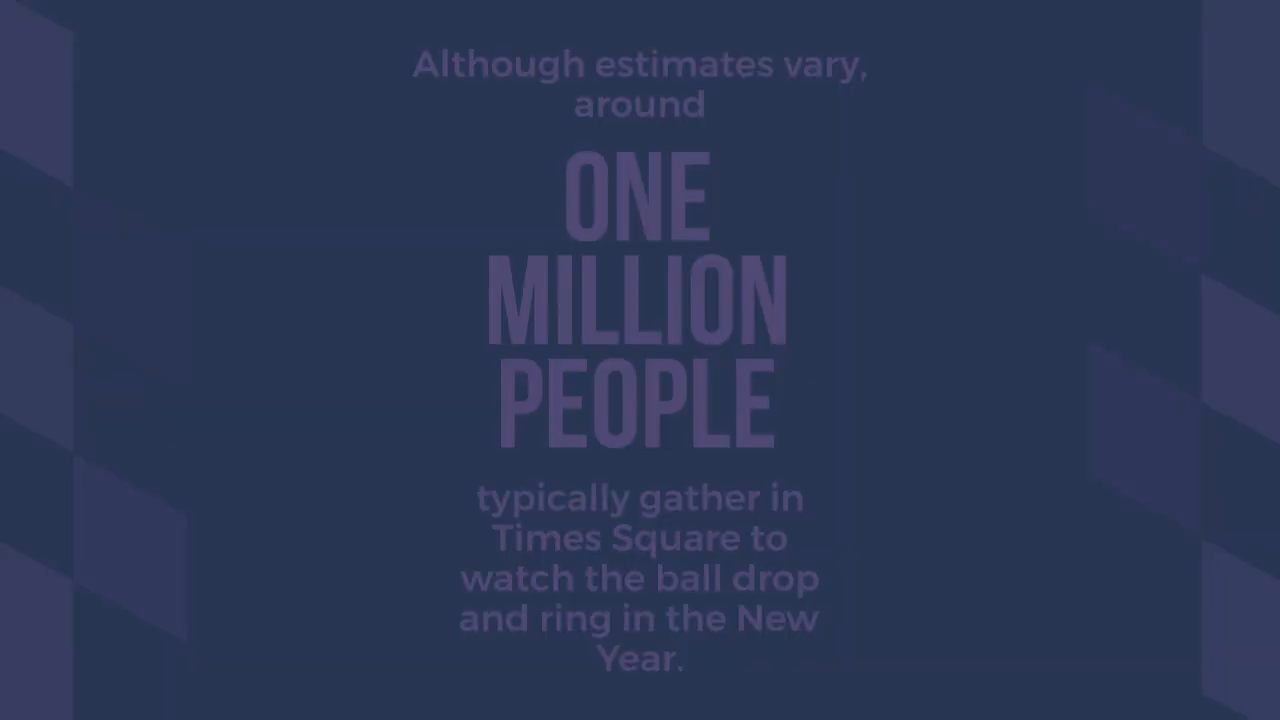 Although estimates vary,
around
ONE
MILLION
PEOPLE
typically gather in
Times Square to
watch the ball drop
and ring in the New
Year.